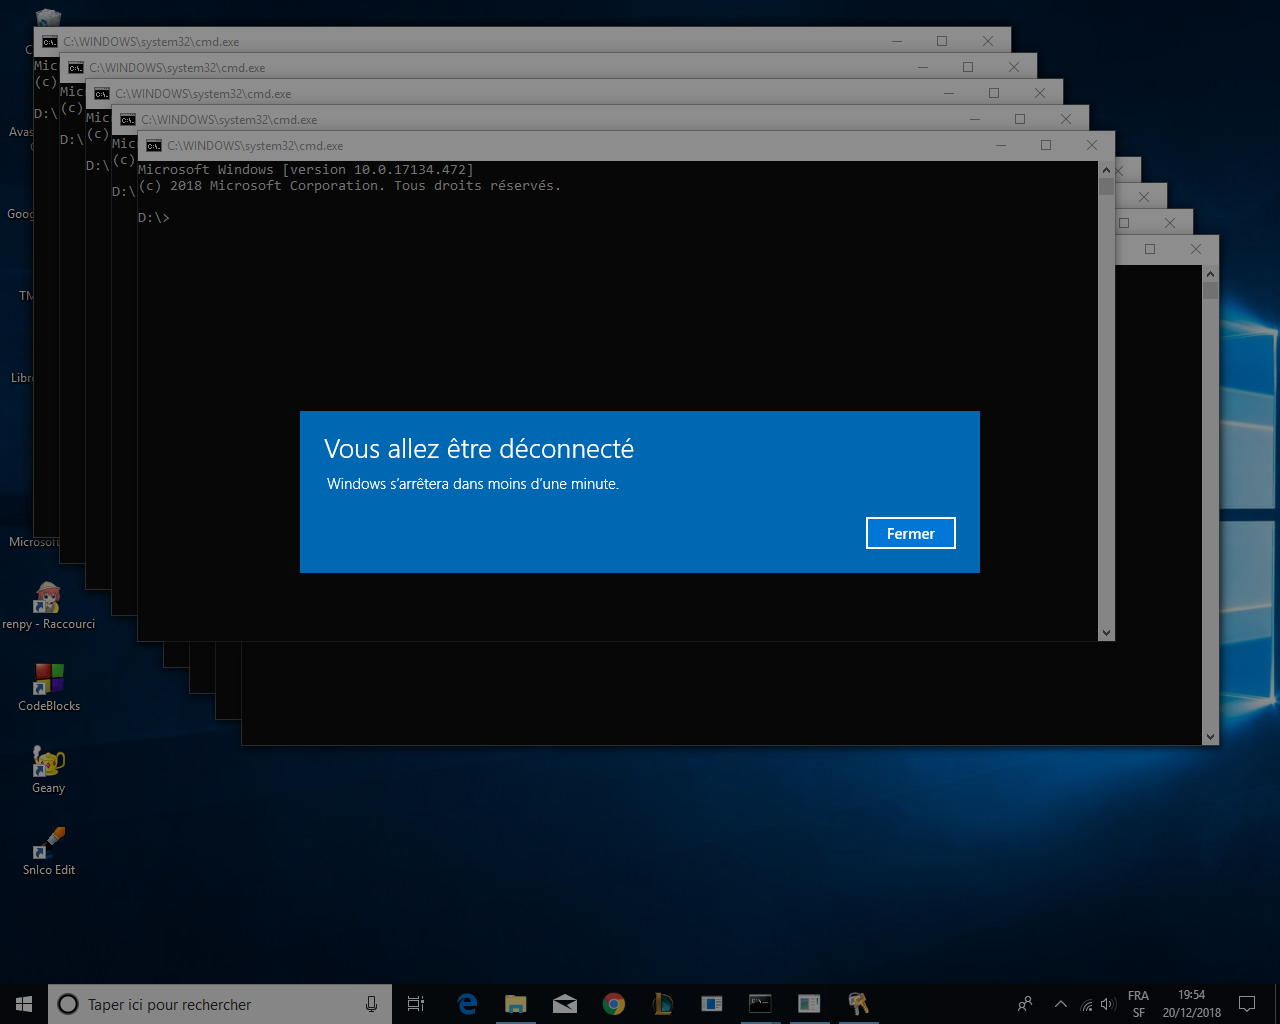 C:\WINDOWS\system32\cmd.exe
C:\WINDOWS\system32\cmd.exe
C:\WINDOWS\system32\cmd.exe
C:\WINDOWS\system32\cmd.exe
C:\WINDOWS\system32\cmd.exe
Mic
(c)
D:\
Mic
(c)
D:\
Mic
(c)
D:\
Mic
(c)
D:\
Microsoft Windows [version 10.0.17134.472]
(c) 2018 Microsoft Corporation. Tous droits réservés.
D:\>
Avas
Goog
TM
Libre
Microsoft
Vous allez être déconnecté
Windows s’arrêtera dans moins d’une minute.
Fermer
renpy - Raccourci
CodeBlocks
Geany
SnIco Edit
Taper ici pour rechercher
FRA
SF
19:54
20/12/2018